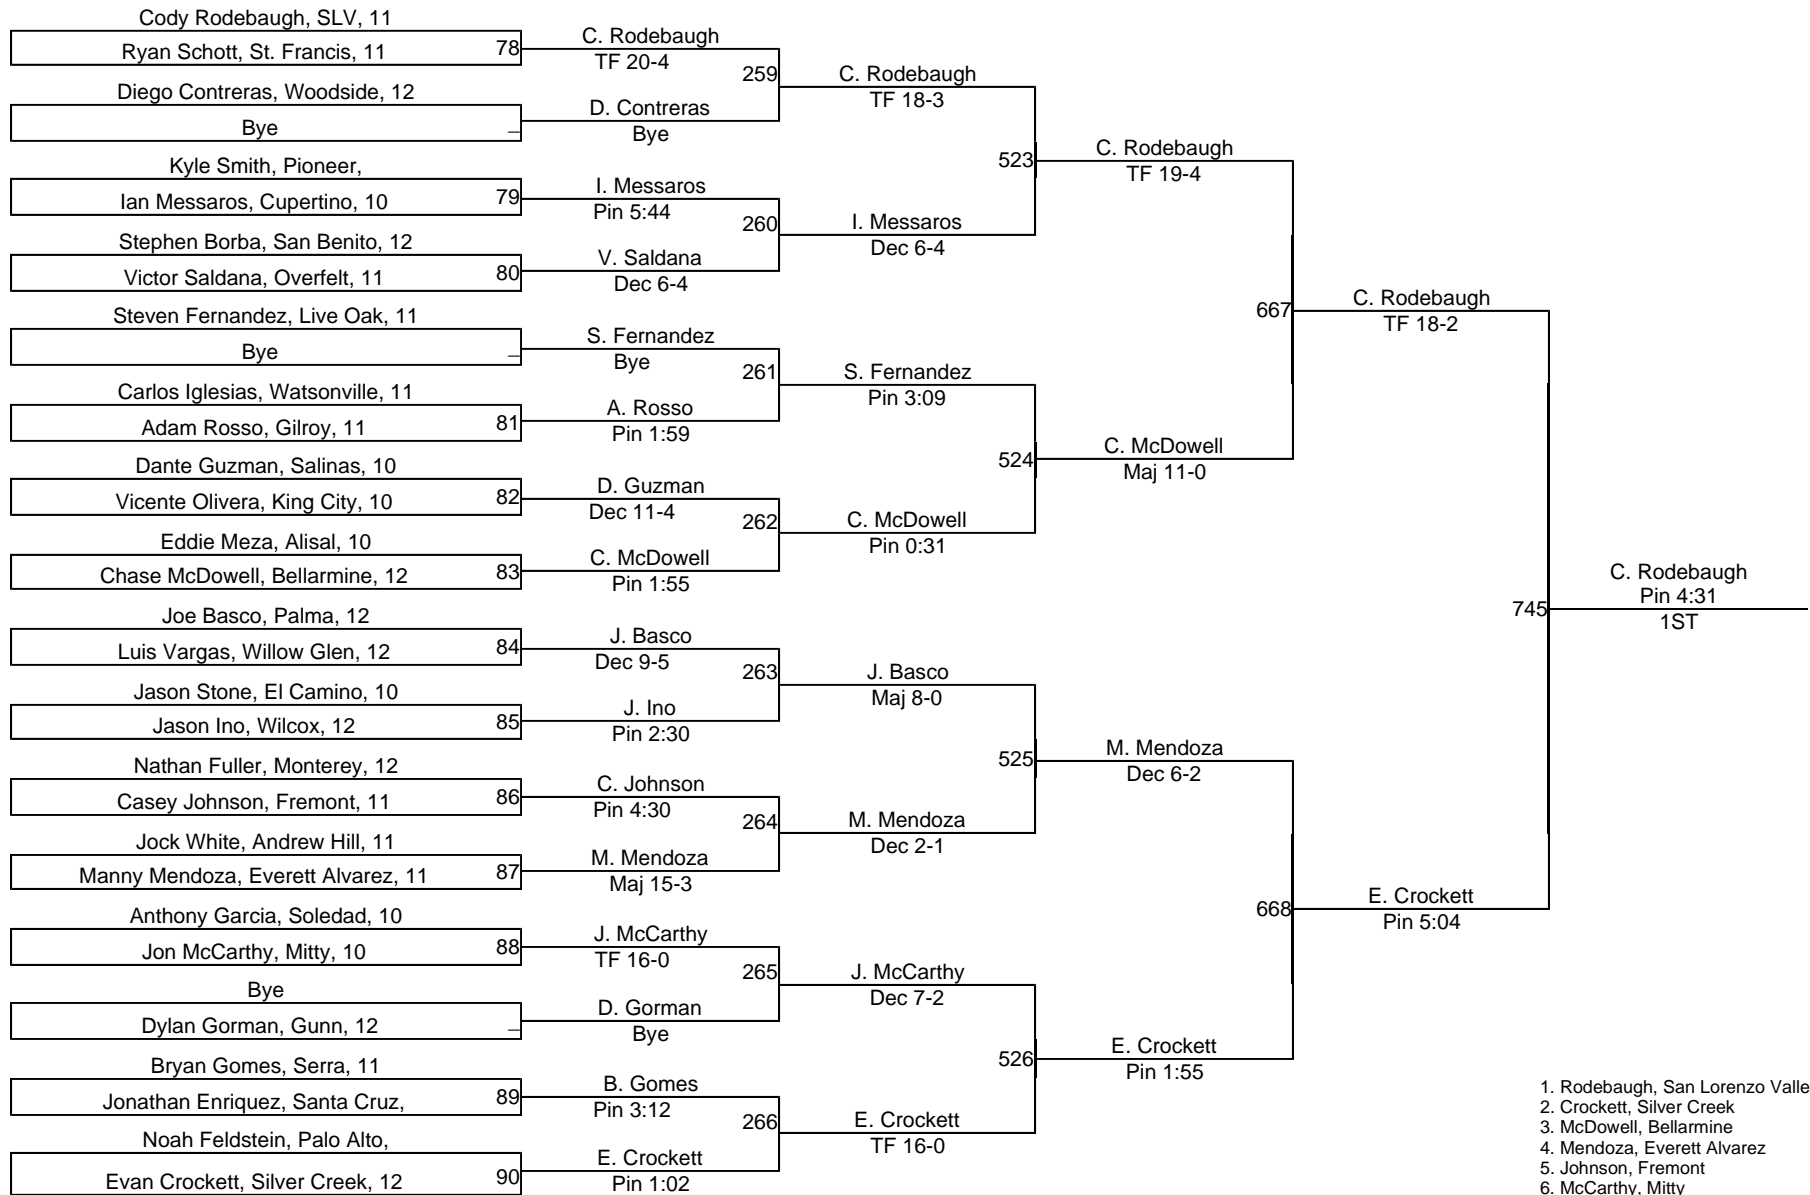 Cody Rodebaugh, SLV, 11
Ryan Schott, St. Francis, 11
78
Diego Contreras, Woodside, 12
Bye
_
Kyle Smith, Pioneer,
Ian Messaros, Cupertino, 10
79
Stephen Borba, San Benito, 12
Victor Saldana, Overfelt, 11
80
Steven Fernandez, Live Oak, 11
Bye
_
Carlos Iglesias, Watsonville, 11
Adam Rosso, Gilroy, 11
81
Dante Guzman, Salinas, 10
Vicente Olivera, King City, 10
82
Eddie Meza, Alisal, 10
Chase McDowell, Bellarmine, 12
83
Joe Basco, Palma, 12
Luis Vargas, Willow Glen, 12
84
Jason Stone, El Camino, 10
Jason Ino, Wilcox, 12
85
Nathan Fuller, Monterey, 12
Casey Johnson, Fremont, 11
86
Jock White, Andrew Hill, 11
Manny Mendoza, Everett Alvarez, 11
87
Anthony Garcia, Soledad, 10
Jon McCarthy, Mitty, 10
88
Bye
Dylan Gorman, Gunn, 12
_
Bryan Gomes, Serra, 11
Jonathan Enriquez, Santa Cruz,
89
Noah Feldstein, Palo Alto,
Evan Crockett, Silver Creek, 12
90
C. Rodebaugh
TF 20-4
259
D. Contreras
Bye
I. Messaros
Pin 5:44
260
V. Saldana
Dec 6-4
S. Fernandez
Bye
261
A. Rosso
Pin 1:59
D. Guzman
Dec 11-4
262
C. McDowell
Pin 1:55
J. Basco
Dec 9-5
263
J. Ino
Pin 2:30
C. Johnson
Pin 4:30
264
M. Mendoza
Maj 15-3
J. McCarthy
TF 16-0
265
D. Gorman
Bye
B. Gomes
Pin 3:12
266
E. Crockett
Pin 1:02
C. Rodebaugh
TF 18-3
523
I. Messaros
Dec 6-4
S. Fernandez
Pin 3:09
524
C. McDowell
Pin 0:31
J. Basco
Maj 8-0
525
M. Mendoza
Dec 2-1
J. McCarthy
Dec 7-2
526
E. Crockett
TF 16-0
C. Rodebaugh
TF 19-4
667
C. McDowell
Maj 11-0
M. Mendoza
Dec 6-2
668
E. Crockett
Pin 1:55
C. Rodebaugh
TF 18-2
745
E. Crockett
Pin 5:04
C. Rodebaugh
Pin 4:31
1ST
1. Rodebaugh, San Lorenzo Valle
2. Crockett, Silver Creek
3. McDowell, Bellarmine
4. Mendoza, Everett Alvarez
5. Johnson, Fremont
6. McCarthy, Mitty